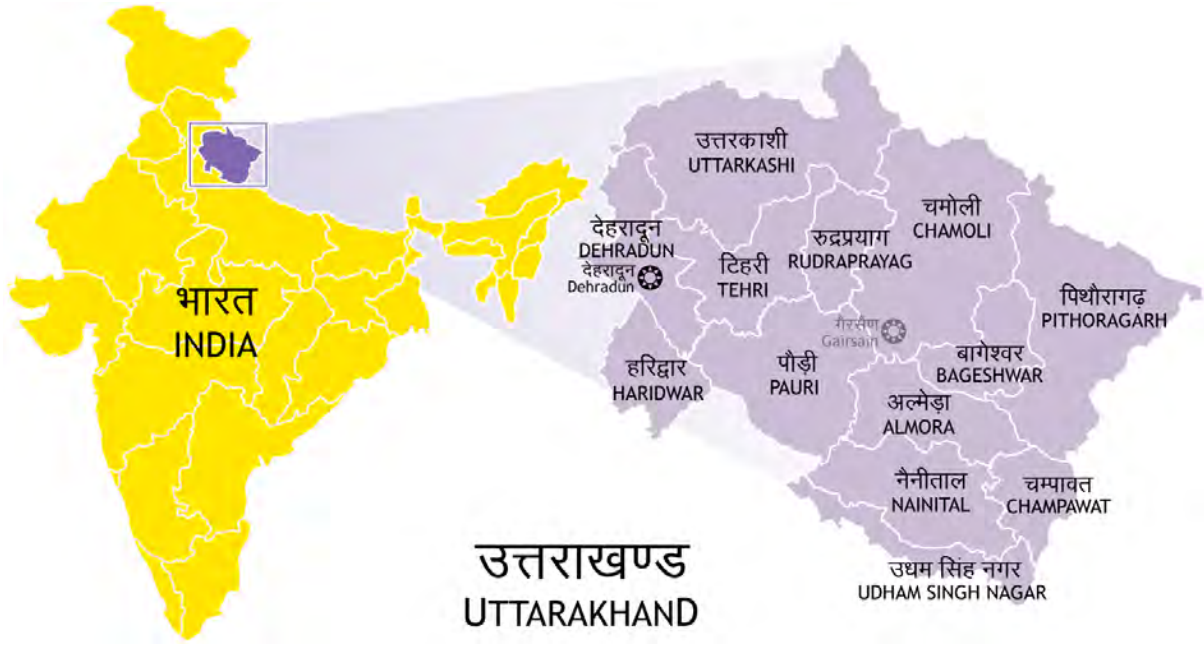 भारत
INDIA
उत्तरकाशी
UTTARKASHI
चमोली
CHAMOLI
देहरादून
DEHRADUN
देहरादून
Dehradun
रुद्रप्रयाग
RUDRAPRAYAG
टिहरी
TEHRI
पिथौरागढ़
PITHORAGARH
गैरसैण
Gairsain
हरिद्वार
HARIDWAR
पौड़ी
PAURI
बागेश्वर
BAGESHWAR
अल्मेड़ा
ALMORA
नैनीताल
NAINITAL
चम्पावत
CHAMPAWAT
उधम सिंह नगर
UDHAM SINGH NAGAR
उत्तराखण्ड
UTTARAKHAND